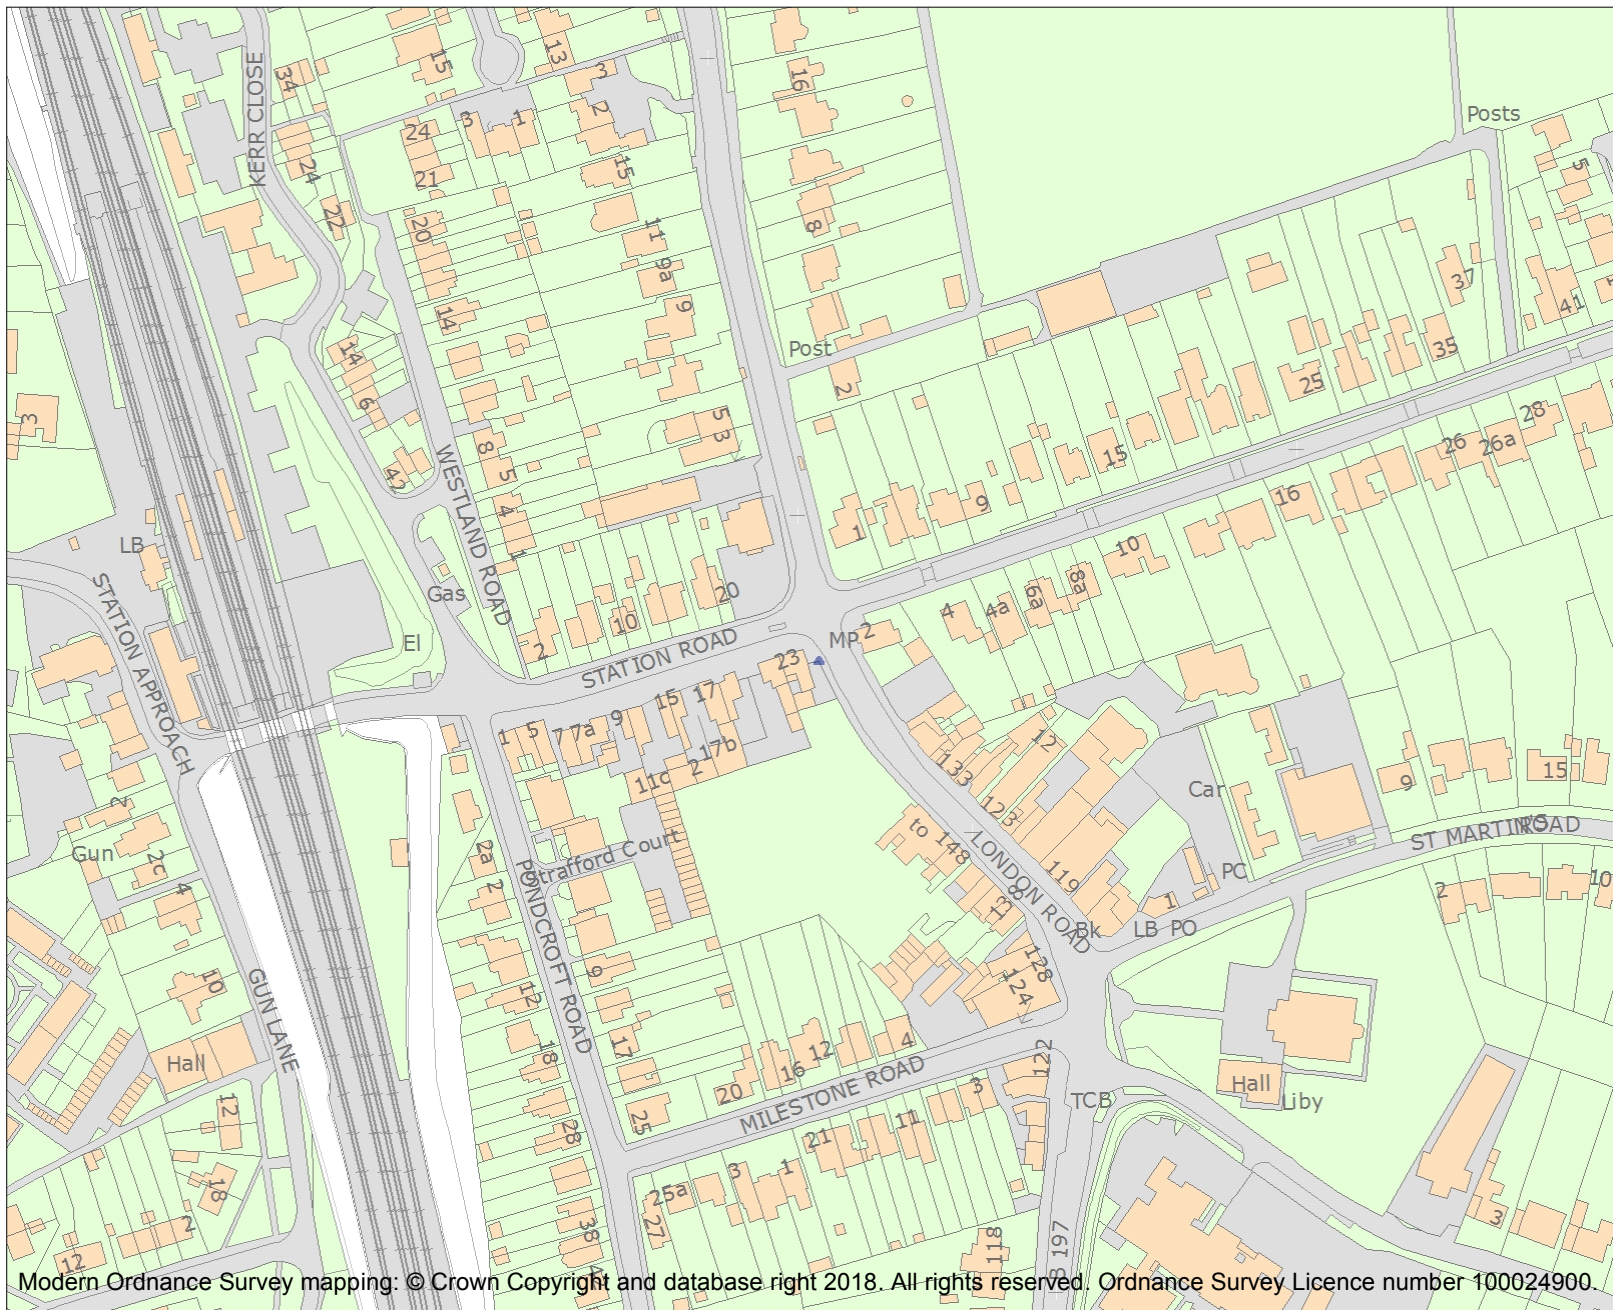 KERR CLOSE
34
15
13
3
2
16
Posts
24
3
1
24
21
15
5
22
20
11
8
9a
37
41
14
9
35
Post
2
25
14
6
3
5
3
28
26
26a
42
8
5
4
1
WESTLAND ROAD
15
9
1
16
LB
10
STATION APPROACH
Gas
20
10
2
El
STATION ROAD
4
4a
6a
8a
2
MP
23
1
5
7
7a
9
15
17
17b
2
11c
12
133
123
Car
9
15
ST MARTIN'S ROAD
2
Gun
2c
4
2a
2
Strafford Court
to 148
LONDON ROAD
119
138
PC
1
LB
PO
Bk
2
10
PONDCROFT ROAD
10
GUN LANE
12
9
128
124
Hall
18
17
20
16
12
4
MILESTONE ROAD
122
TCB
Hall
Liby
12
25
28
3
11
21
1
3
25a
27
18
2
12
38
118
B 197
3
Modern Ordnance Survey mapping: © Crown Copyright and database right 2018. All rights reserved. Ordnance Survey Licence number 100024900.